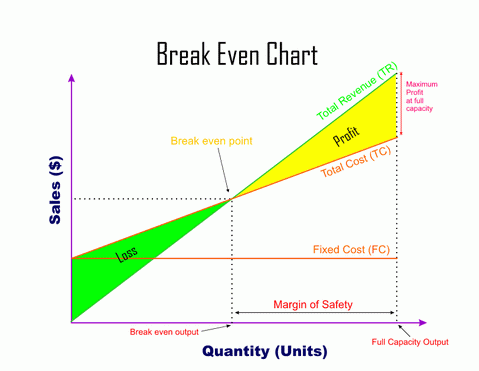 Break Even Chart
Total Revenue (TR)
Maximum
Profit
at full
capacity
Profit
Break even point
Total Cost (TC)
Sales ($)
Loss
Fixed Cost (FC)
Margin of Safety
Break even output
Full Capacity Output
Quantity (Units)